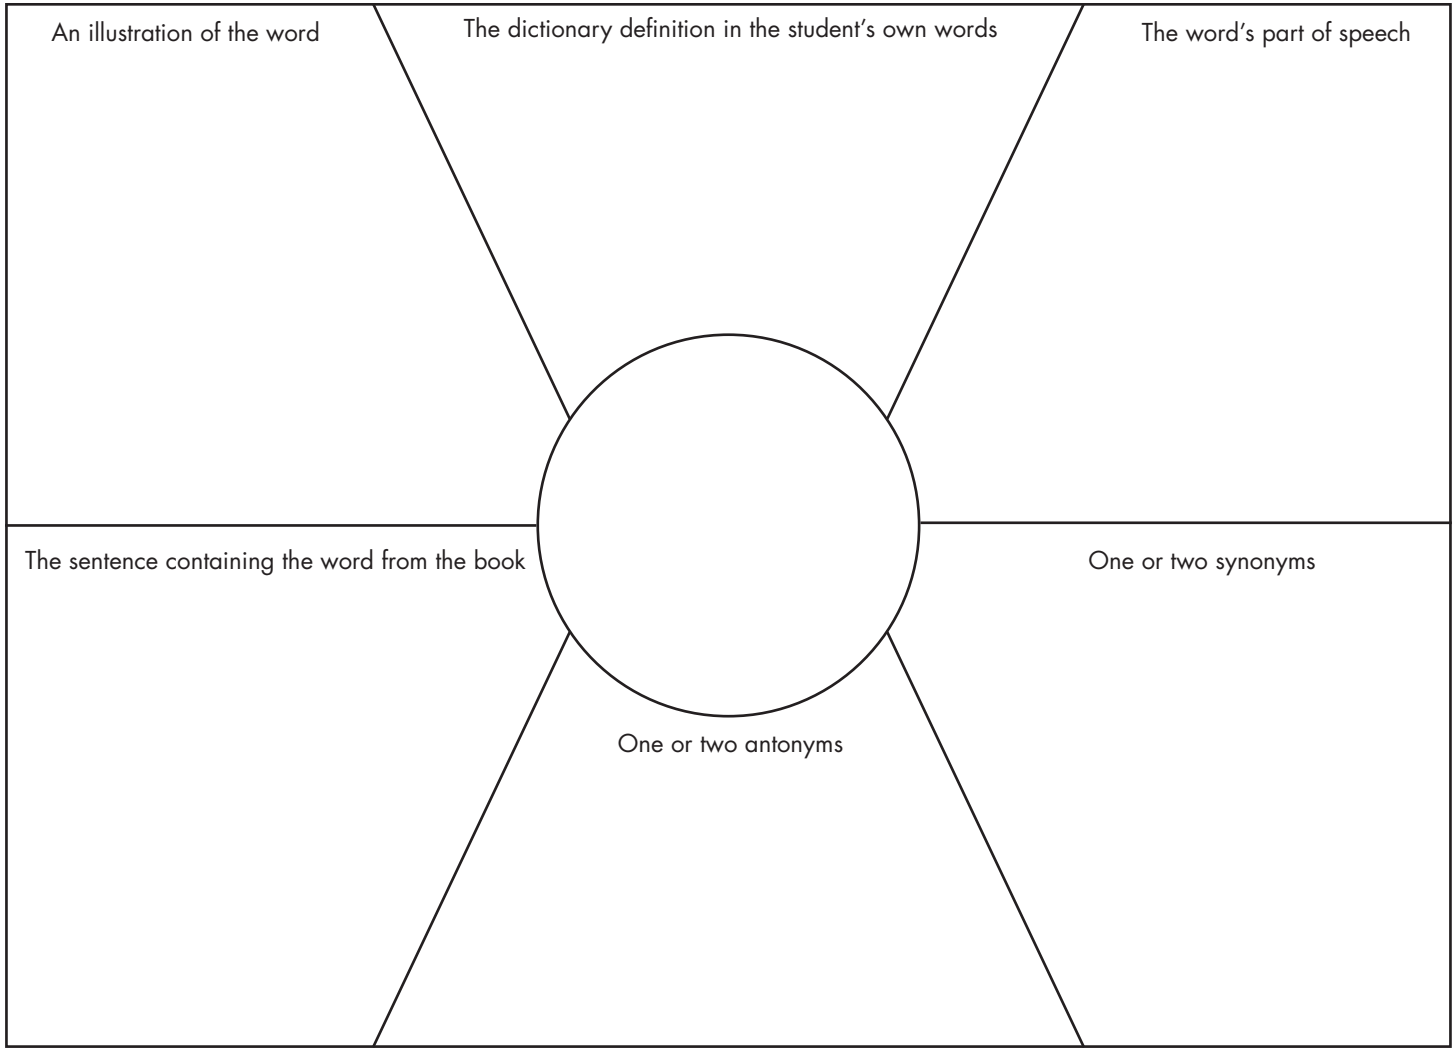 An illustration of the word
The dictionary definition in the student’s own words
The word’s part of speech
The sentence containing the word from the book
One or two synonyms
One or two antonyms